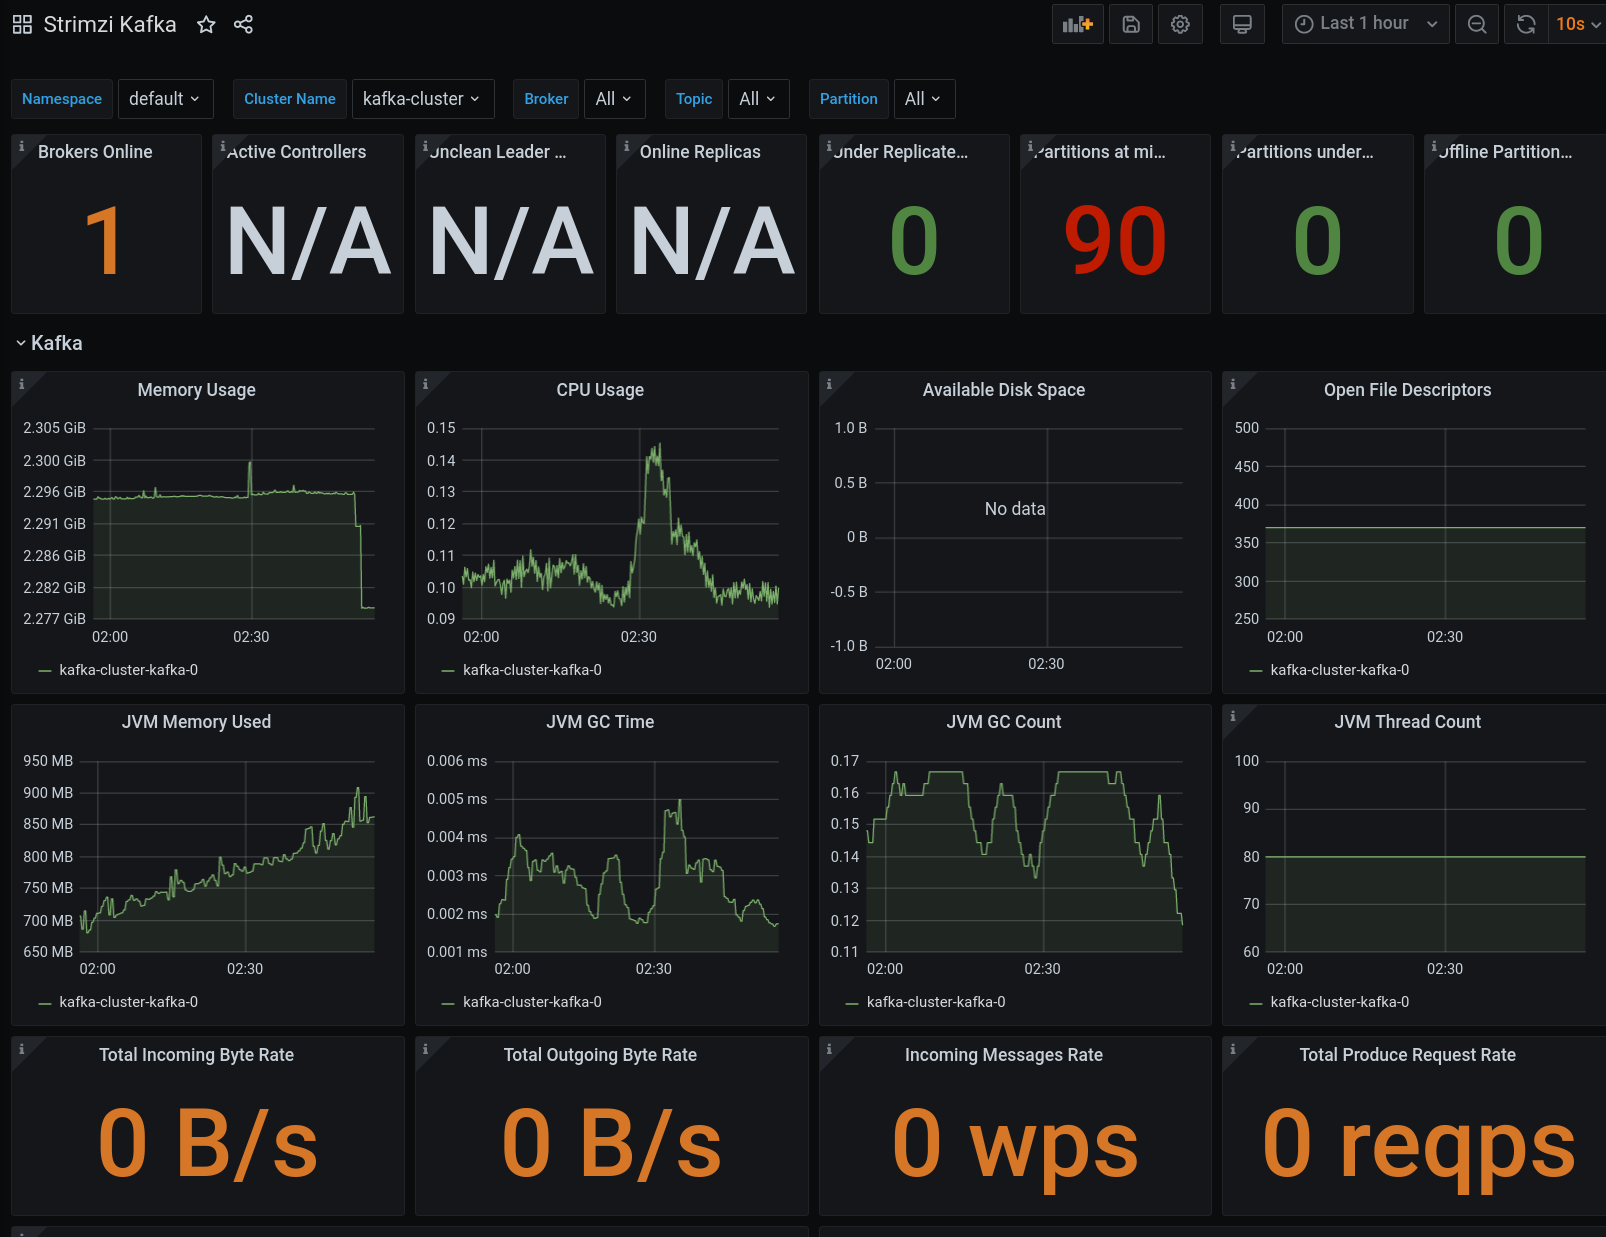 Strimzi Kafka
Last 1 hour
10s
Namespace default Cluster Name kafka-cluster Broker All Topic All Partition All
Brokers Online
1
Active Controllers
N/A
Unclean Leader ...
N/A
Online Replicas
N/A
Under Replicate...
0
Partitions at mi...
90
Partitions under...
0
Offline Partition...
0
Kafka
Memory Usage
2.305 GiB
2.300 GiB
2.296 GiB
2.291 GiB
2.286 GiB
2.282 GiB
2.277 GiB
02:00 02:30
kafka-cluster-kafka-0
CPU Usage
0.15
0.14
0.13
0.12
0.11
0.10
0.09
02:00 02:30
kafka-cluster-kafka-0
Available Disk Space
1.0 B
0.5 B
No data
0 B
-0.5 B
-1.0 B
02:00 02:30
Open File Descriptors
500
450
400
350
300
250
02:00 02:30
kafka-cluster-kafka-0
JVM Memory Used
950 MB
900 MB
850 MB
800 MB
750 MB
700 MB
650 MB
02:00 02:30
kafka-cluster-kafka-0
JVM GC Time
0.006 ms
0.005 ms
0.004 ms
0.003 ms
0.002 ms
0.001 ms
02:00 02:30
kafka-cluster-kafka-0
JVM GC Count
0.17
0.16
0.15
0.14
0.13
0.12
0.11
02:00 02:30
kafka-cluster-kafka-0
JVM Thread Count
100
90
80
70
60
02:00 02:30
kafka-cluster-kafka-0
Total Incoming Byte Rate
0 B/s
Total Outgoing Byte Rate
0 B/s
Incoming Messages Rate
0 wps
Total Produce Request Rate
0 reqps